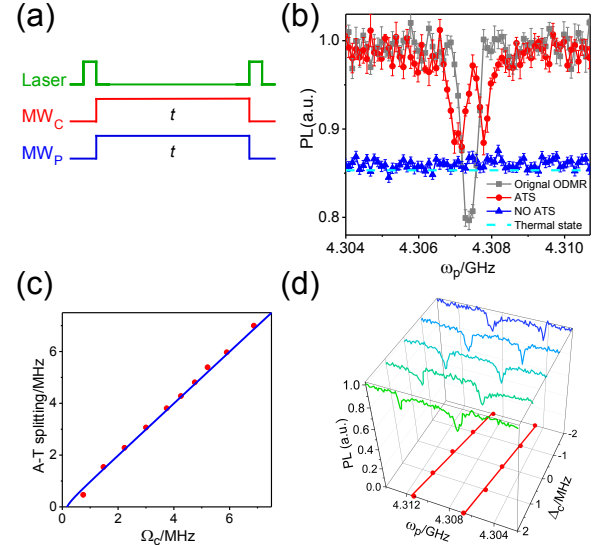 (a)
Laser
MW_C
t
MW_P
t
(b)
PL(a.u.)
1.0
0.9
0.8
Orignal ODMR
ATS
NO ATS
Thermal state
4.304 4.306 4.308 4.310
ω_p/GHz
(c)
A-T splitting/MHz
6
4
2
0
0 2 4 6
Ω_c/MHz
(d)
PL (a.u.)
1.0
0.8
0.6
0.4
0.2
0.0
4.312
4.308
4.304
ω_p/GHz
-2
-1
0
1
2
Δ_c/MHz